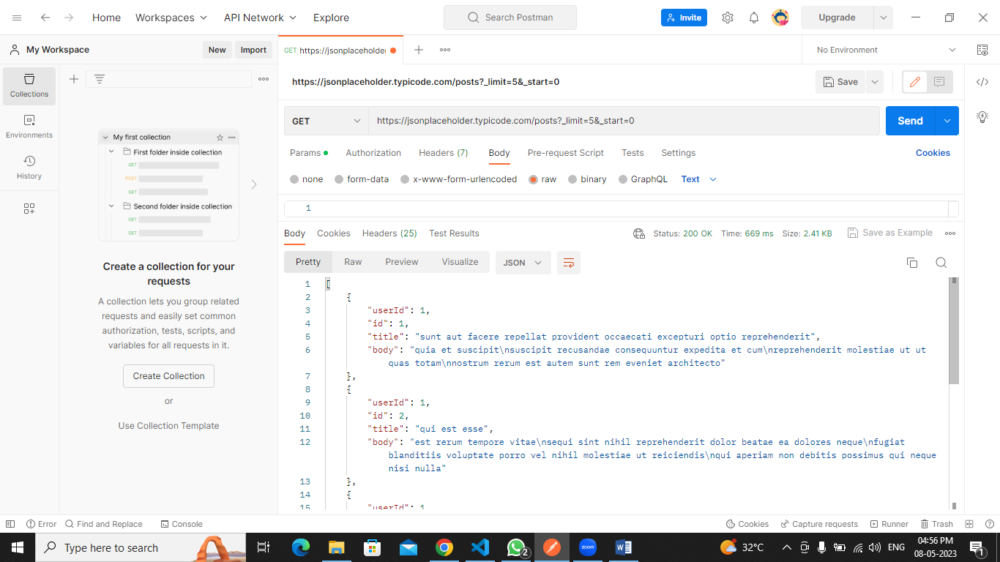 Home Workspaces API Network Explore Search Postman Invite Upgrade
My Workspace New Import GET https://jsonplaceholder No Environment
https://jsonplaceholder.typicode.com/posts?_limit=5&_start=0 Save
Collections
Environments
History
GET https://jsonplaceholder.typicode.com/posts?_limit=5&_start=0 Send
Params Authorization Headers (7) Body Pre-request Script Tests Settings Cookies
none form-data x-www-form-urlencoded raw binary GraphQL Text
1
My first collection
First folder inside collection
GET
POST
GET
Second folder inside collection
GET
GET
Create a collection for your
requests
A collection lets you group related
requests and easily set common
authorization, tests, scripts, and
variables for all requests in it.
Create Collection
or
Use Collection Template
Body Cookies Headers (25) Test Results Status: 200 OK Time: 669 ms Size: 2.41 KB Save as Example
Pretty Raw Preview Visualize JSON
1 [
2 {
3 "userId": 1,
4 "id": 1,
5 "title": "sunt aut facere repellat provident occaecati excepturi optio reprehenderit",
6 "body": "quia et suscipit\nsuscipit recusandae consequuntur expedita et cum\nreprehenderit molestiae ut ut
quas totam\nnostrum rerum est autem sunt rem eveniet architecto"
7 },
8 {
9 "userId": 1,
10 "id": 2,
11 "title": "qui est esse",
12 "body": "est rerum tempore vitae\nsequi sint nihil reprehenderit dolor beatae ea dolores neque\nfugiat
blanditiis voluptate porro vel nihil molestiae ut reiciendis\nqui aperiam non debitis possimus qui neque
nisi nulla"
13 },
14 {
15 "userId": 1
Error Find and Replace Console Cookies Capture requests Runner Trash
Type here to search 2 zoom 32°C ENG 04:56 PM
08-05-2023 1